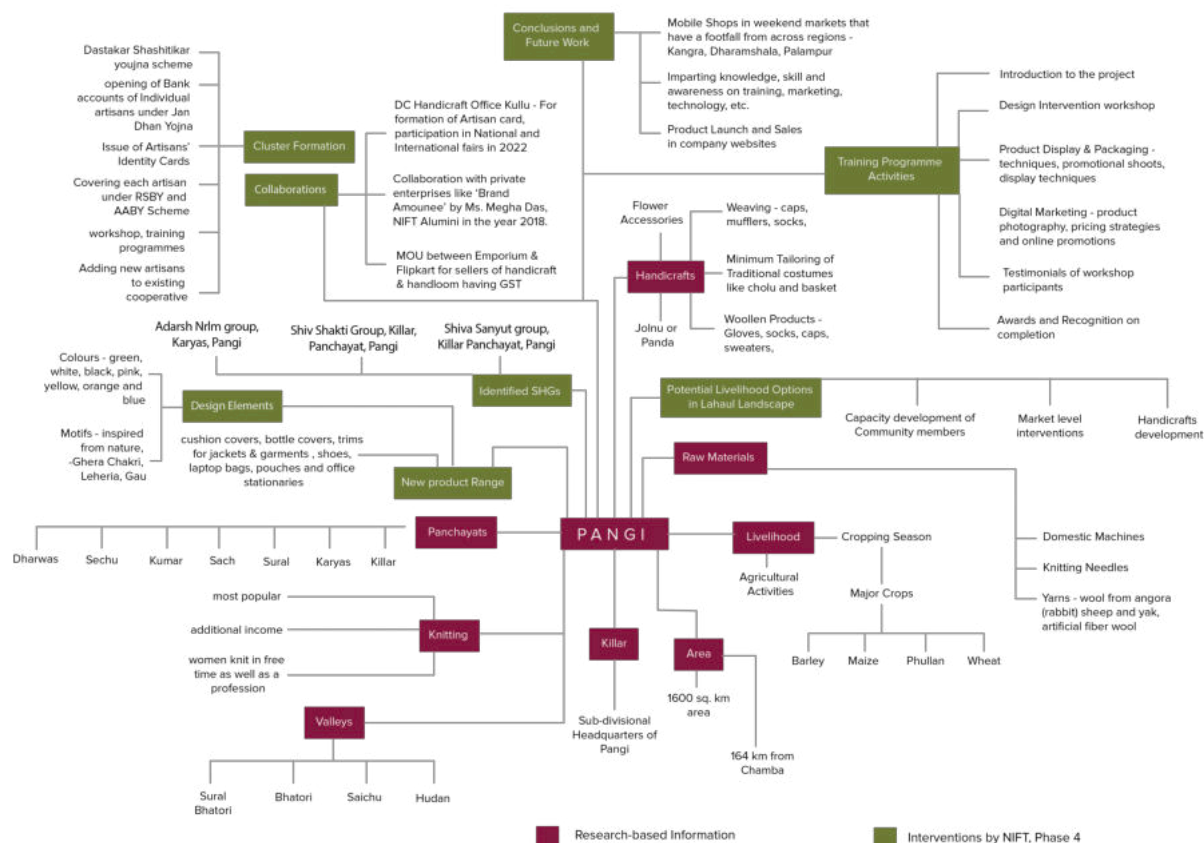 Conclusions and
Future Work
Mobile Shops in weekend markets that
have a footfall from across regions -
Kangra, Dharamshala, Palampur
Imparting knowledge, skill and
awareness on training, marketing,
technology, etc.
Product Launch and Sales
in company websites
Dastakar Shashitikar
youjna scheme
opening of Bank
accounts of Individual
artisans under Jan
Dhan Yojna
Issue of Artisans'
Identity Cards
Covering each artisan
under RSBY and
AABY Scheme
workshop, training
programmes
Adding new artisans
to existing
cooperative
Cluster Formation
Collaborations
DC Handicraft Office Kullu - For
formation of Artisan card,
participation in National and
International fairs in 2022
Collaboration with private
enterprises like 'Brand
Amounee' by Ms. Megha Das,
NIFT Alumini in the year 2018.
MOU between Emporium &
Flipkart for sellers of handicraft
& handloom having GST
Training Programme
Activities
Introduction to the project
Design Intervention workshop
Product Display & Packaging -
techniques, promotional shoots,
display techniques
Digital Marketing - product
photography, pricing strategies
and online promotions
Testimonials of workshop
participants
Awards and Recognition on
completion
Flower
Accessories
Handicrafts
Jolnu or
Panda
Weaving - caps,
mufflers, socks,
Minimum Tailoring of
Traditional costumes
like cholu and basket
Woollen Products -
Gloves, socks, caps,
sweaters,
Adarsh Nrlm group,
Karyas, Pangi
Shiv Shakti Group, Killar,
Panchayat, Pangi
Shiva Sanyut group,
Killar Panchayat, Pangi
Identified SHGs
Colours - green,
white, black, pink,
yellow, orange and
blue
Design Elements
Motifs - inspired
from nature,
-Ghera Chakri,
Leheria, Gau
cushion covers, bottle covers, trims
for jackets & garments , shoes,
laptop bags, pouches and office
stationaries
New product Range
Potential Livelihood Options
in Lahaul Landscape
Capacity development of
Community members
Market level
interventions
Handicrafts
development
Raw Materials
Domestic Machines
Knitting Needles
Yarns - wool from angora
(rabbit) sheep and yak,
artificial fiber wool
PANGI
Panchayats
Dharwas
Sechu
Kumar
Sach
Sural
Karyas
Killar
Livelihood
Agricultural
Activities
Cropping Season
Major Crops
Barley
Maize
Phullan
Wheat
most popular
additional income
women knit in free
time as well as a
profession
Knitting
Killar
Sub-divisional
Headquarters of
Pangi
Area
1600 sq. km
area
164 km from
Chamba
Valleys
Sural
Bhatori
Bhatori
Saichu
Hudan
Research-based Information
Interventions by NIFT, Phase 4